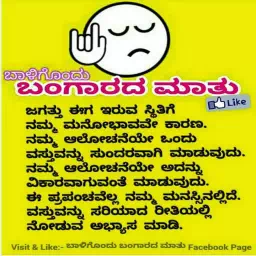 ಬಾಳಿಗೊಂದು
ಬಂಗಾರದ ಮಾತು
Like
ಜಗತ್ತು ಈಗ ಇರುವ ಸ್ಥಿತಿಗೆ
ನಮ್ಮ ಮನೋಭಾವವೇ ಕಾರಣ.
ನಮ್ಮ ಆಲೋಚನೆಯೇ ಒಂದು
ವಸ್ತುವನ್ನು ಸುಂದರವಾಗಿ ಮಾಡುವುದು.
ನಮ್ಮ ಆಲೋಚನೆಯೇ ಅದನ್ನು
ವಿಕಾರವಾಗುವಂತೆ ಮಾಡುವುದು.
ಈ ಪ್ರಪಂಚವೆಲ್ಲ ನಮ್ಮ ಮನಸ್ಸಿನಲ್ಲಿದೆ.
ವಸ್ತುವನ್ನು ಸರಿಯಾದ ರೀತಿಯಲ್ಲಿ
ನೋಡುವ ಅಭ್ಯಾಸ ಮಾಡಿ.
Visit & Like:- ಬಾಳಿಗೊಂದು ಬಂಗಾರದ ಮಾತು Facebook Page